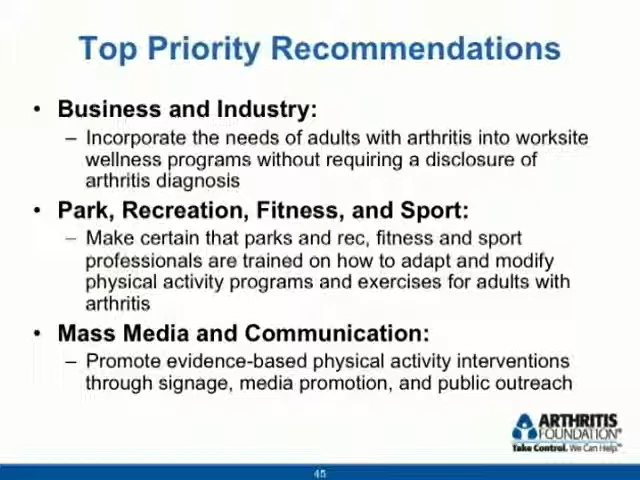 Top Priority Recommendations
• Business and Industry:
– Incorporate the needs of adults with arthritis into worksite
wellness programs without requiring a disclosure of
arthritis diagnosis
• Park, Recreation, Fitness, and Sport:
– Make certain that parks and rec, fitness and sport
professionals are trained on how to adapt and modify
physical activity programs and exercises for adults with
arthritis
• Mass Media and Communication:
– Promote evidence-based physical activity interventions
through signage, media promotion, and public outreach
ARTHRITIS
FOUNDATION®
Take Control. We Can Help.™
45